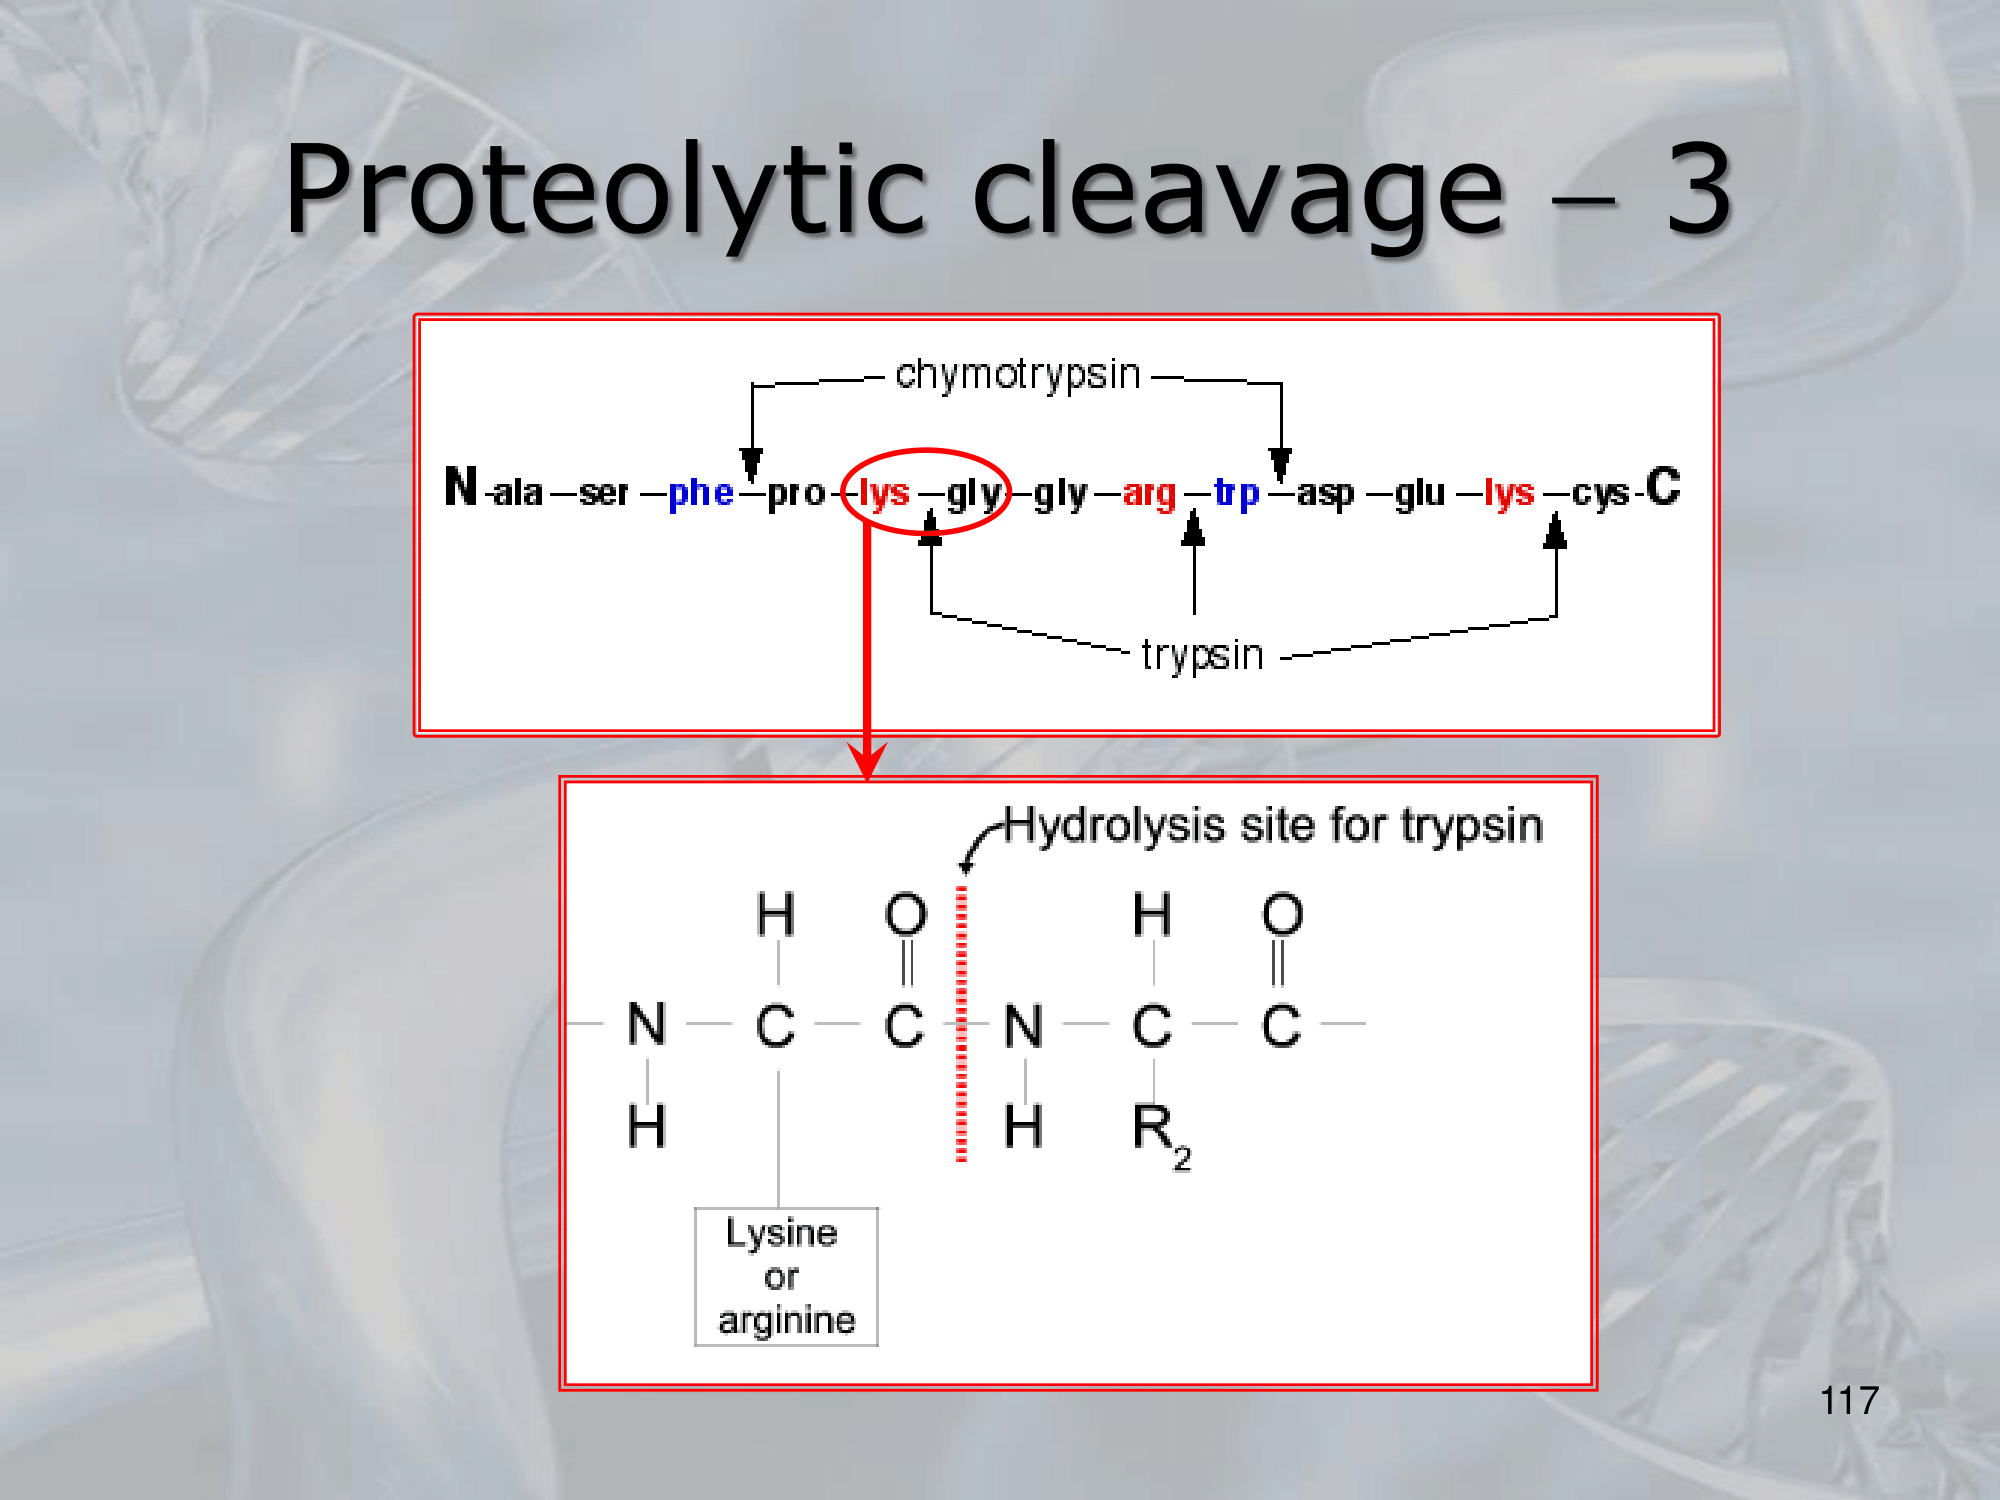 Proteolytic cleavage – 3
chymotrypsin
N-ala–ser–phe–pro–lys–gly–gly–arg–trp–asp–glu–lys–cys-C
trypsin
Hydrolysis site for trypsin
H O H O
N C C N C C
H H R2
Lysine
or
arginine
117